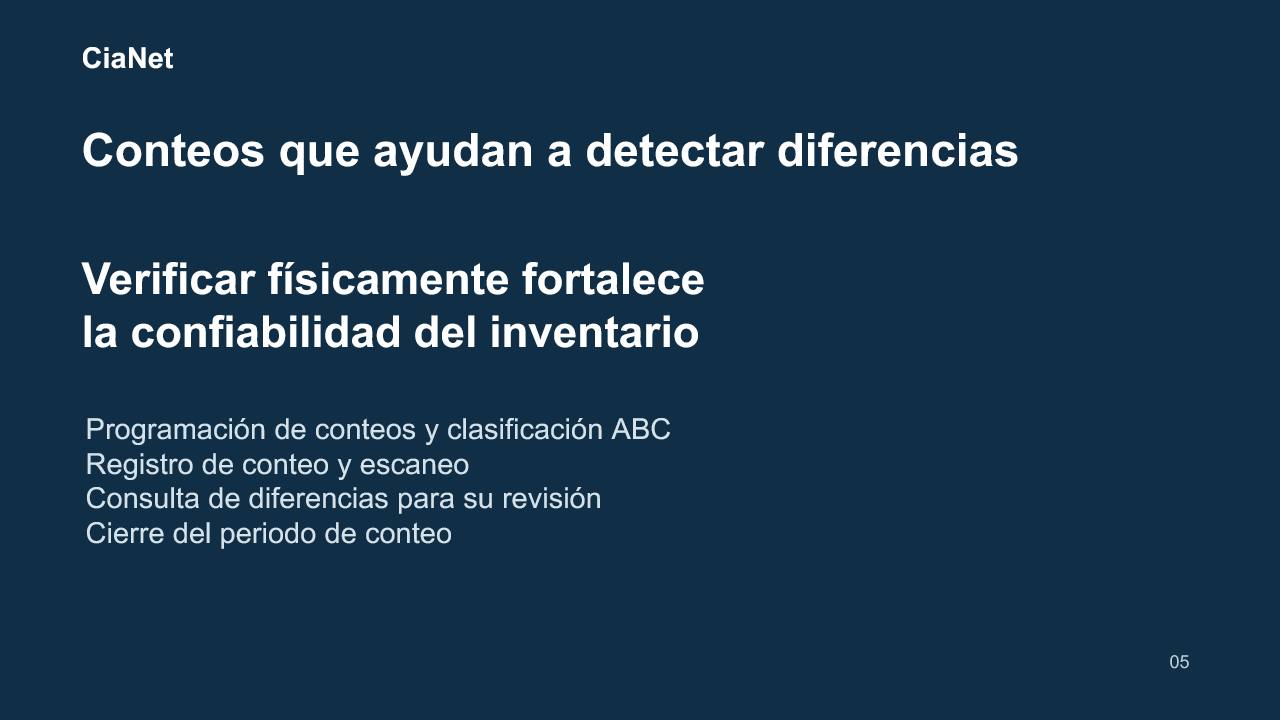 CiaNet
Conteos que ayudan a detectar diferencias
Verificar físicamente fortalece
la confiabilidad del inventario
Programación de conteos y clasificación ABC
Registro de conteo y escaneo
Consulta de diferencias para su revisión
Cierre del periodo de conteo
05